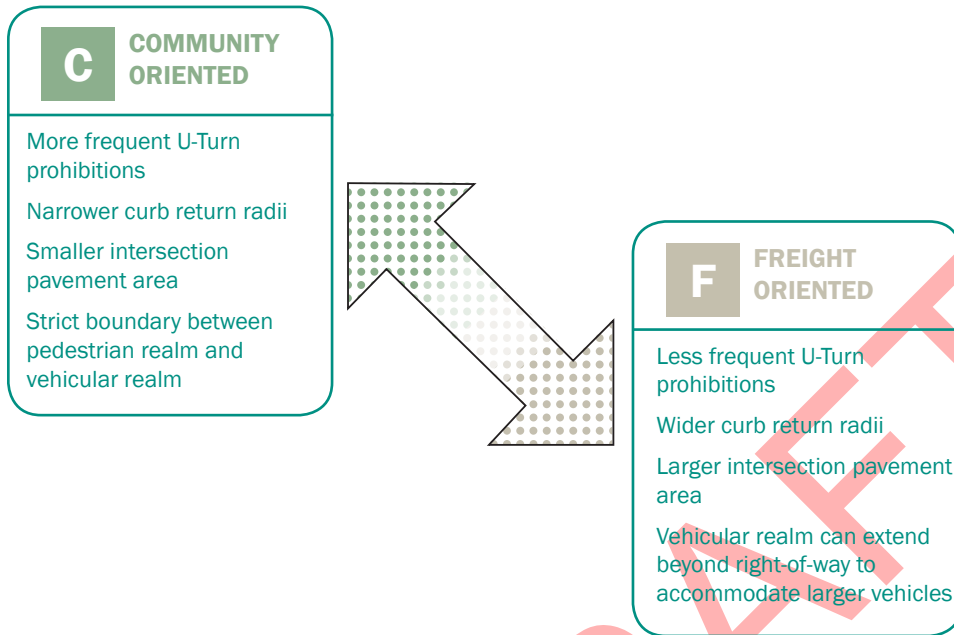 C
COMMUNITY
ORIENTED
More frequent U-Turn
prohibitions
Narrower curb return radii
Smaller intersection
pavement area
Strict boundary between
pedestrian realm and
vehicular realm
F
FREIGHT
ORIENTED
Less frequent U-Turn
prohibitions
Wider curb return radii
Larger intersection pavement
area
Vehicular realm can extend
beyond right-of-way to
accommodate larger vehicles